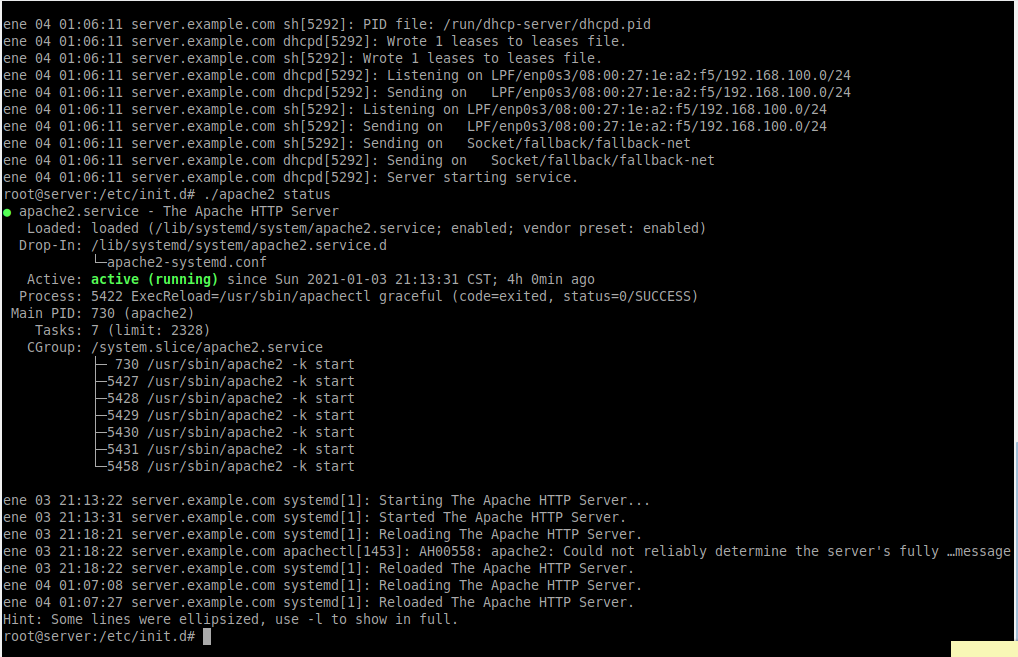 ene 04 01:06:11 server.example.com sh[5292]: PID file: /run/dhcp-server/dhcpd.pid
ene 04 01:06:11 server.example.com dhcpd[5292]: Wrote 1 leases to leases file.
ene 04 01:06:11 server.example.com sh[5292]: Wrote 1 leases to leases file.
ene 04 01:06:11 server.example.com dhcpd[5292]: Listening on LPF/enp0s3/08:00:27:1e:a2:f5/192.168.100.0/24
ene 04 01:06:11 server.example.com dhcpd[5292]: Sending on   LPF/enp0s3/08:00:27:1e:a2:f5/192.168.100.0/24
ene 04 01:06:11 server.example.com sh[5292]: Listening on LPF/enp0s3/08:00:27:1e:a2:f5/192.168.100.0/24
ene 04 01:06:11 server.example.com sh[5292]: Sending on   LPF/enp0s3/08:00:27:1e:a2:f5/192.168.100.0/24
ene 04 01:06:11 server.example.com sh[5292]: Sending on   Socket/fallback/fallback-net
ene 04 01:06:11 server.example.com dhcpd[5292]: Sending on   Socket/fallback/fallback-net
ene 04 01:06:11 server.example.com dhcpd[5292]: Server starting service.
root@server:/etc/init.d# ./apache2 status
● apache2.service - The Apache HTTP Server
   Loaded: loaded (/lib/systemd/system/apache2.service; enabled; vendor preset: enabled)
  Drop-In: /lib/systemd/system/apache2.service.d
           └─apache2-systemd.conf
   Active: active (running) since Sun 2021-01-03 21:13:31 CST; 4h 0min ago
  Process: 5422 ExecReload=/usr/sbin/apachectl graceful (code=exited, status=0/SUCCESS)
 Main PID: 730 (apache2)
    Tasks: 7 (limit: 2328)
   CGroup: /system.slice/apache2.service
           ├─ 730 /usr/sbin/apache2 -k start
           ├─5427 /usr/sbin/apache2 -k start
           ├─5428 /usr/sbin/apache2 -k start
           ├─5429 /usr/sbin/apache2 -k start
           ├─5430 /usr/sbin/apache2 -k start
           ├─5431 /usr/sbin/apache2 -k start
           └─5458 /usr/sbin/apache2 -k start
ene 03 21:13:22 server.example.com systemd[1]: Starting The Apache HTTP Server...
ene 03 21:13:31 server.example.com systemd[1]: Started The Apache HTTP Server.
ene 03 21:18:21 server.example.com systemd[1]: Reloading The Apache HTTP Server.
ene 03 21:18:22 server.example.com apachectl[1453]: AH00558: apache2: Could not reliably determine the server's fully …message
ene 03 21:18:22 server.example.com systemd[1]: Reloaded The Apache HTTP Server.
ene 04 01:07:08 server.example.com systemd[1]: Reloading The Apache HTTP Server.
ene 04 01:07:27 server.example.com systemd[1]: Reloaded The Apache HTTP Server.
Hint: Some lines were ellipsized, use -l to show in full.
root@server:/etc/init.d#